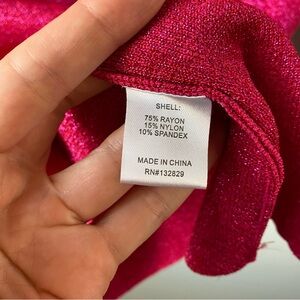 SHELL:
75% RAYON
15% NYLON
10% SPANDEX
MADE IN CHINA
RN#132829